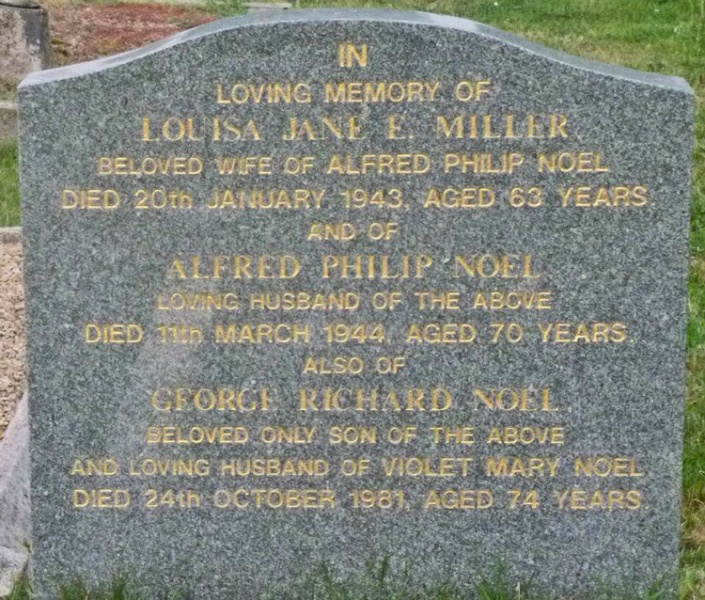 IN
LOVING MEMORY OF
LOUISA JANE E. MILLER
BELOVED WIFE OF ALFRED PHILIP NOEL
DIED 20th JANUARY 1943, AGED 63 YEARS
AND OF
ALFRED PHILIP NOEL
LOVING HUSBAND OF THE ABOVE
DIED 11th MARCH 1944, AGED 70 YEARS.
ALSO OF
GEORGE RICHARD NOEL.
BELOVED ONLY SON OF THE ABOVE
AND LOVING HUSBAND OF VIOLET MARY NOEL
DIED 24th OCTOBER 1981, AGED 74 YEARS.